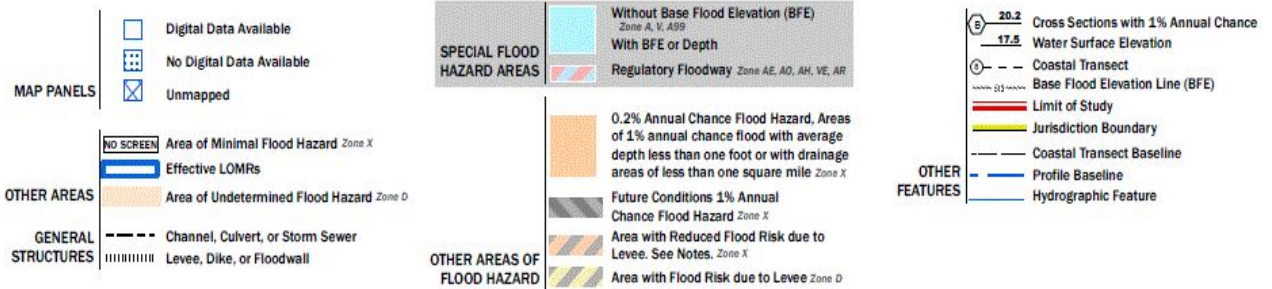 Digital Data Available
No Digital Data Available
MAP PANELS
Unmapped
NO SCREEN Area of Minimal Flood Hazard Zone X
Effective LOMRs
OTHER AREAS
Area of Undetermined Flood Hazard Zone D
GENERAL
STRUCTURES
Channel, Culvert, or Storm Sewer
Levee, Dike, or Floodwall
SPECIAL FLOOD
HAZARD AREAS
Without Base Flood Elevation (BFE)
Zone A, V, A99
With BFE or Depth
Regulatory Floodway Zone AE, AO, AH, VE, AR
0.2% Annual Chance Flood Hazard, Areas
of 1% annual chance flood with average
depth less than one foot or with drainage
areas of less than one square mile Zone X
Future Conditions 1% Annual
Chance Flood Hazard Zone X
Area with Reduced Flood Risk due to
Levee. See Notes. Zone X
OTHER AREAS OF
FLOOD HAZARD
Area with Flood Risk due to Levee Zone D
B 20.2 Cross Sections with 1% Annual Chance
17.5 Water Surface Elevation
8 Coastal Transect
513 Base Flood Elevation Line (BFE)
Limit of Study
Jurisdiction Boundary
Coastal Transect Baseline
OTHER
FEATURES
Profile Baseline
Hydrographic Feature